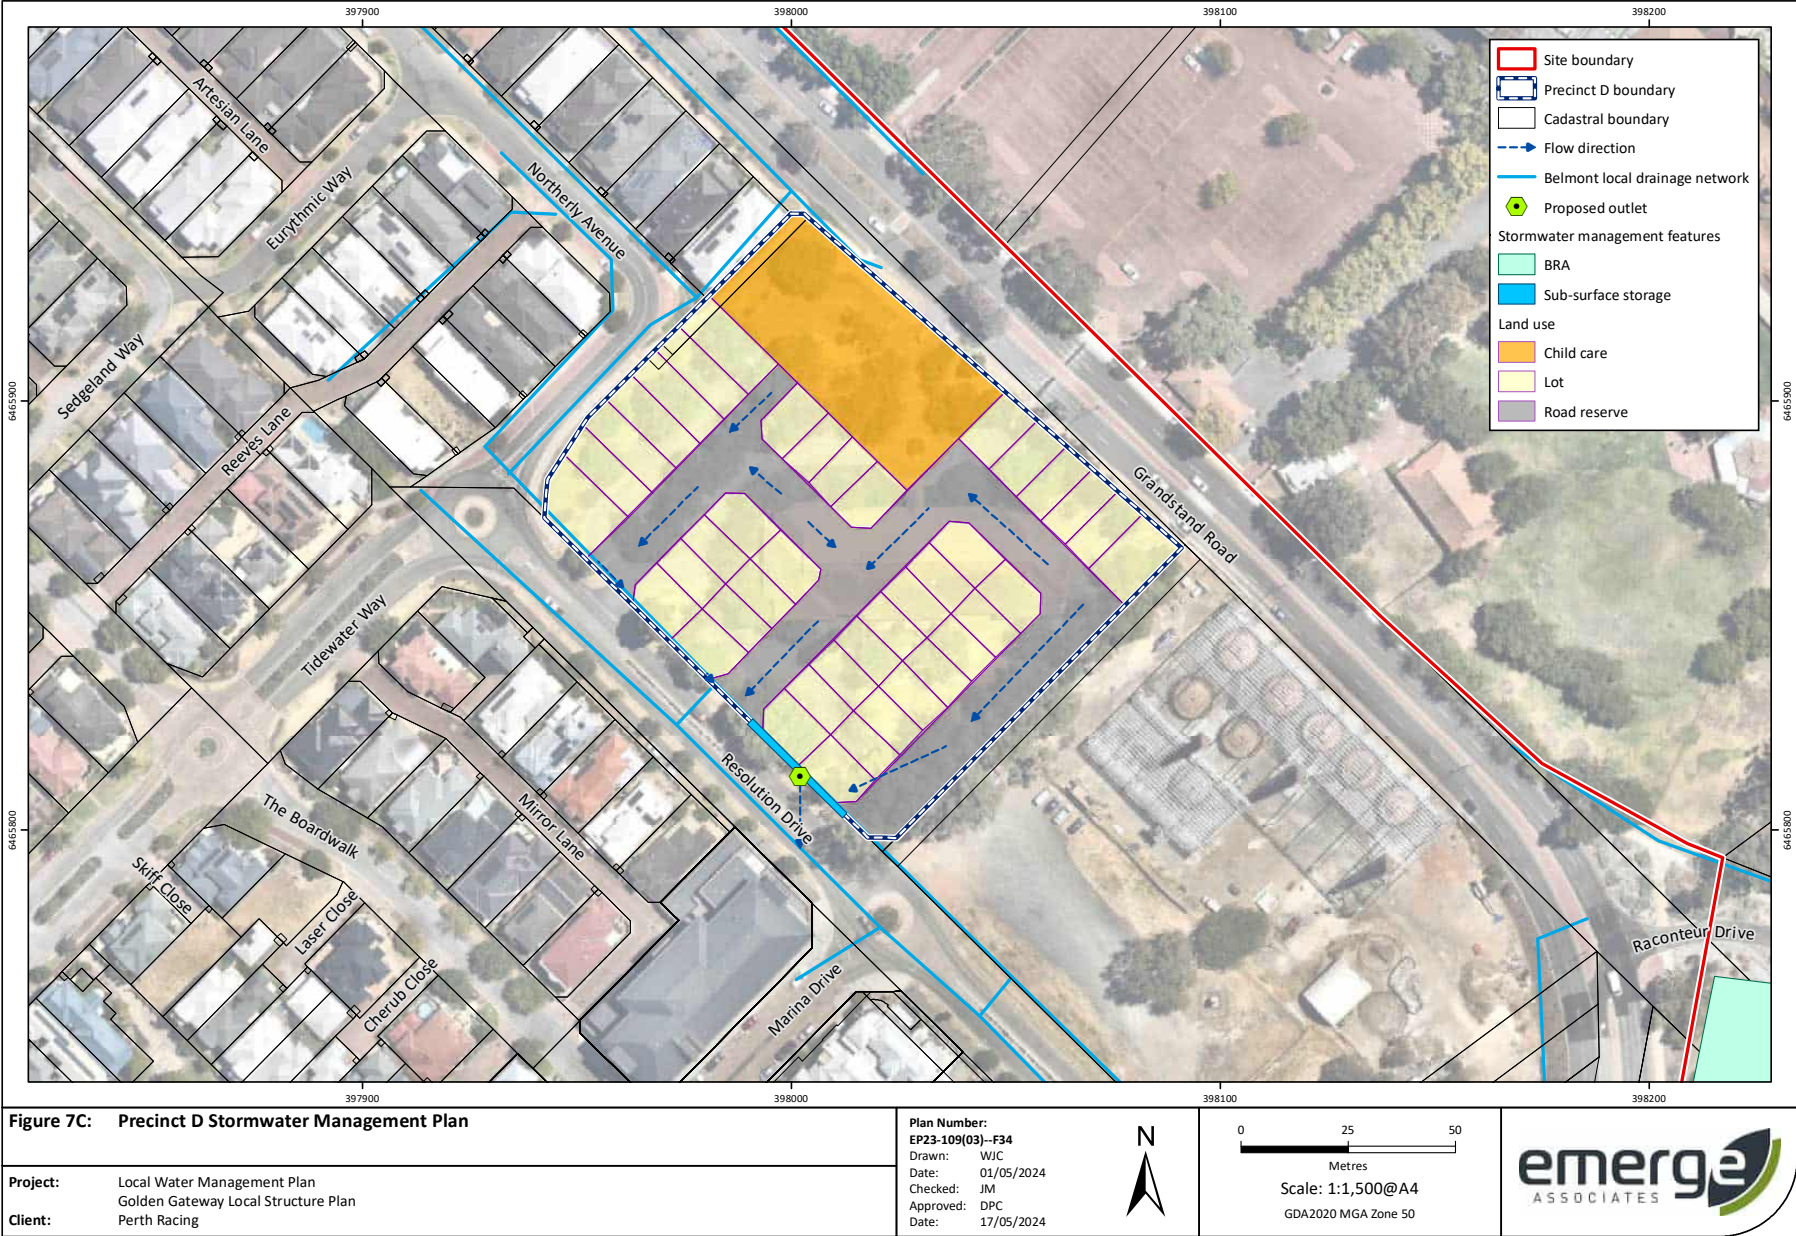 397900
398000
398100
398200
6465900
6465800
6465900
6465800
397900
398000
398100
398200
Artesian Lane
Eurythmic Way
Northerly Avenue
Sedgeland Way
Reeves Lane
Tidewater Way
Grandstand Road
The Boardwalk
Mirror Lane
Resolution Drive
Skiff Close
Laser Close
Cherub Close
Marina Drive
Raconteur Drive
Site boundary
Precinct D boundary
Cadastral boundary
Flow direction
Belmont local drainage network
Proposed outlet
Stormwater management features
BRA
Sub-surface storage
Land use
Child care
Lot
Road reserve
Figure 7C: Precinct D Stormwater Management Plan
Project: Local Water Management Plan
Golden Gateway Local Structure Plan
Client: Perth Racing
Plan Number:
EP23-109(03)--F34
Drawn: WJC
Date: 01/05/2024
Checked: JM
Approved: DPC
Date: 17/05/2024
N
0 25 50
Metres
Scale: 1:1,500@A4
GDA2020 MGA Zone 50
emerge
ASSOCIATES